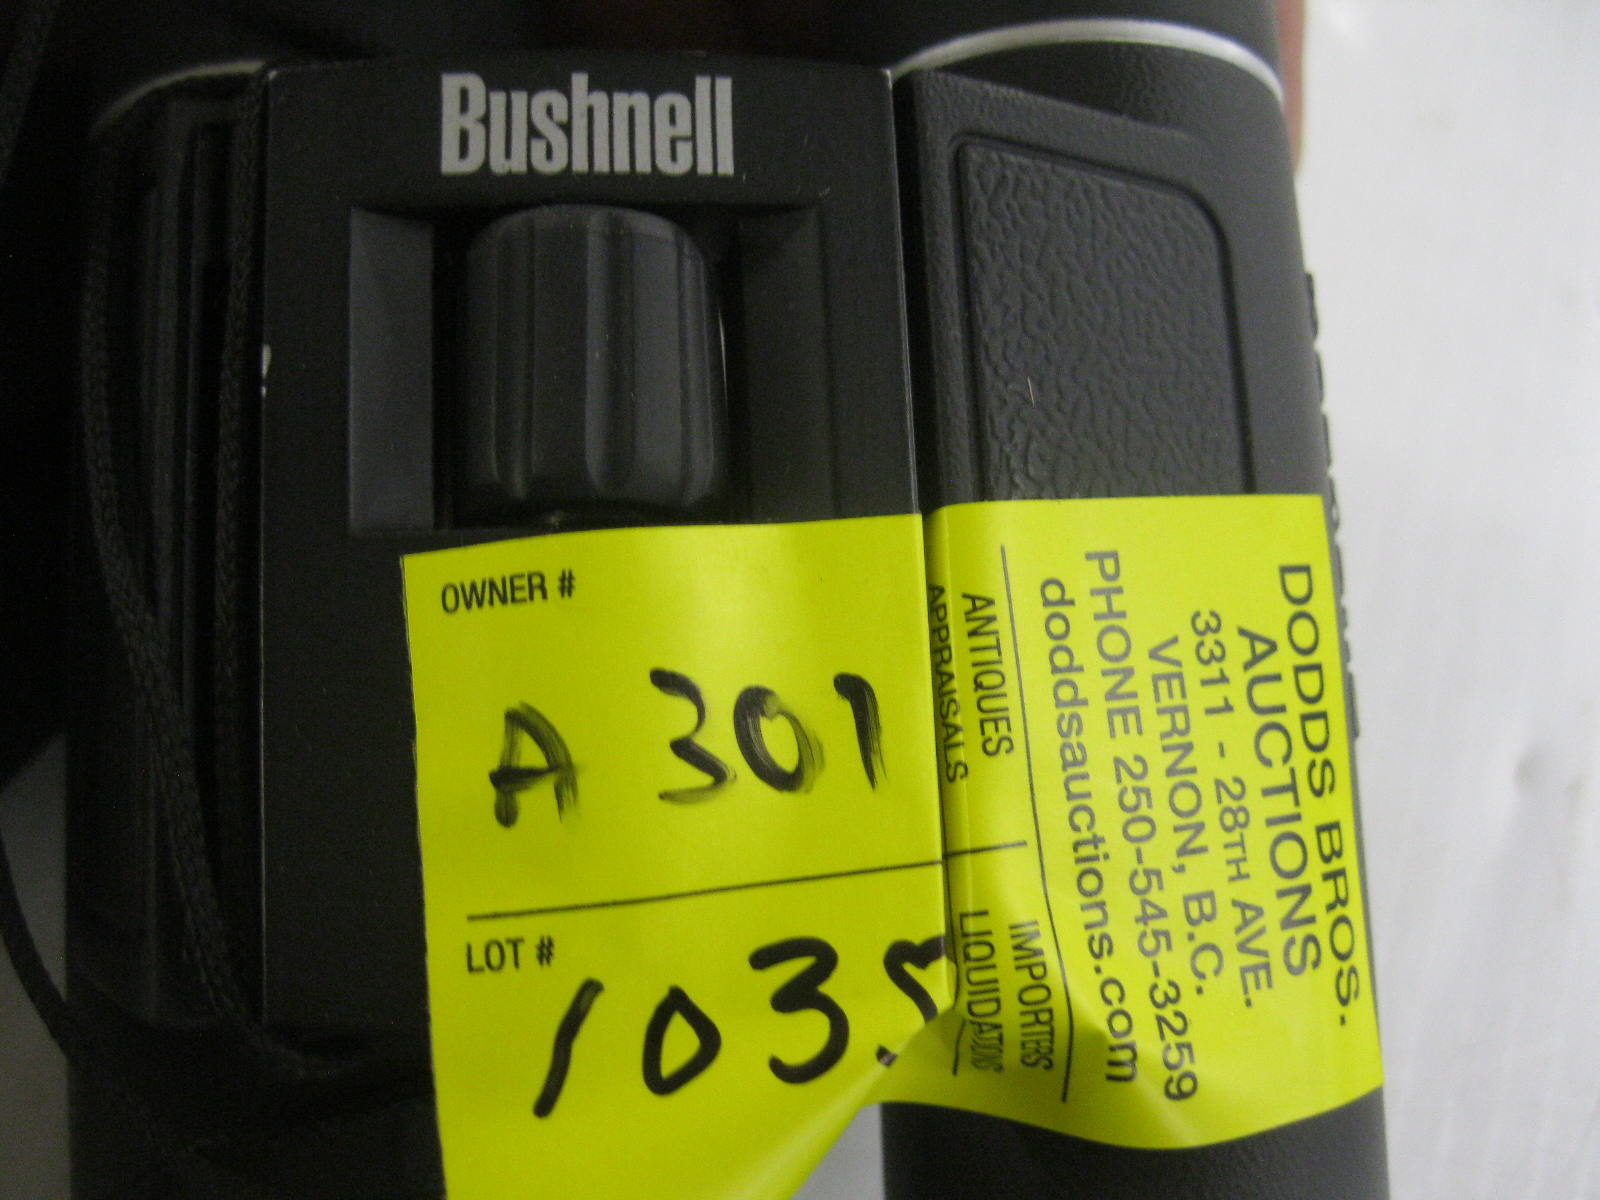 Bushnell
OWNER #
A 301
LOT #
1035
ANTIQUES
APPRAISALS
IMPORTERS
LIQUIDATIONS
DODDS BROS.
AUCTIONS
3311 - 28TH AVE.
VERNON, B.C.
PHONE 250-545-3259
doddsauctions.com